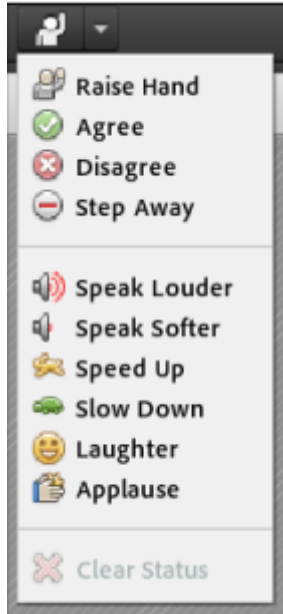 Raise Hand
Agree
Disagree
Step Away
Speak Louder
Speak Softer
Speed Up
Slow Down
Laughter
Applause
Clear Status